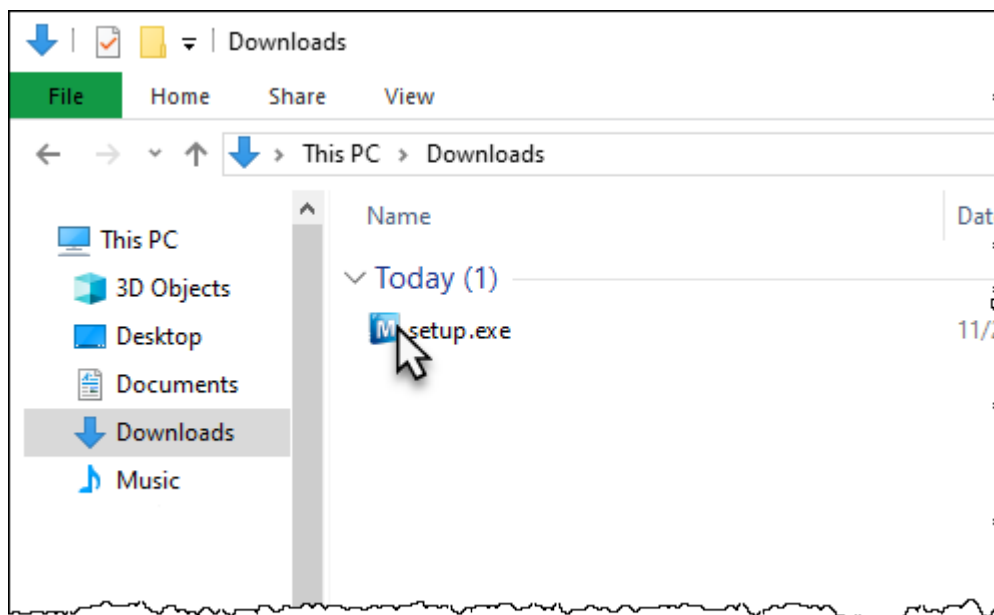 Downloads
File Home Share View
This PC > Downloads
Name
This PC
Today (1)
3D Objects
M setup.exe
Desktop
Documents
Downloads
Music